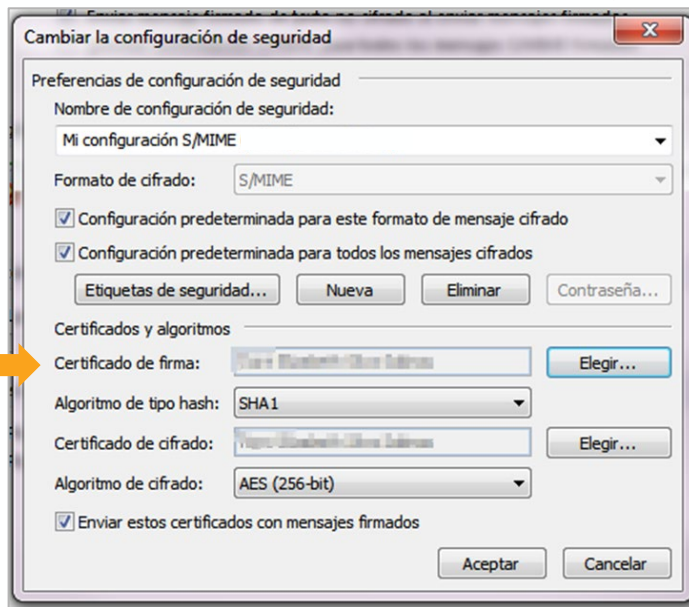 Cambiar la configuración de seguridad
Preferencias de configuración de seguridad
Nombre de configuración de seguridad:
Mi configuración S/MIME
Formato de cifrado: S/MIME
Configuración predeterminada para este formato de mensaje cifrado
Configuración predeterminada para todos los mensajes cifrados
Etiquetas de seguridad... Nueva Eliminar Contraseña...
Certificados y algoritmos
Certificado de firma: Elegir...
Algoritmo de tipo hash: SHA1
Certificado de cifrado: Elegir...
Algoritmo de cifrado: AES (256-bit)
Enviar estos certificados con mensajes firmados
Aceptar Cancelar